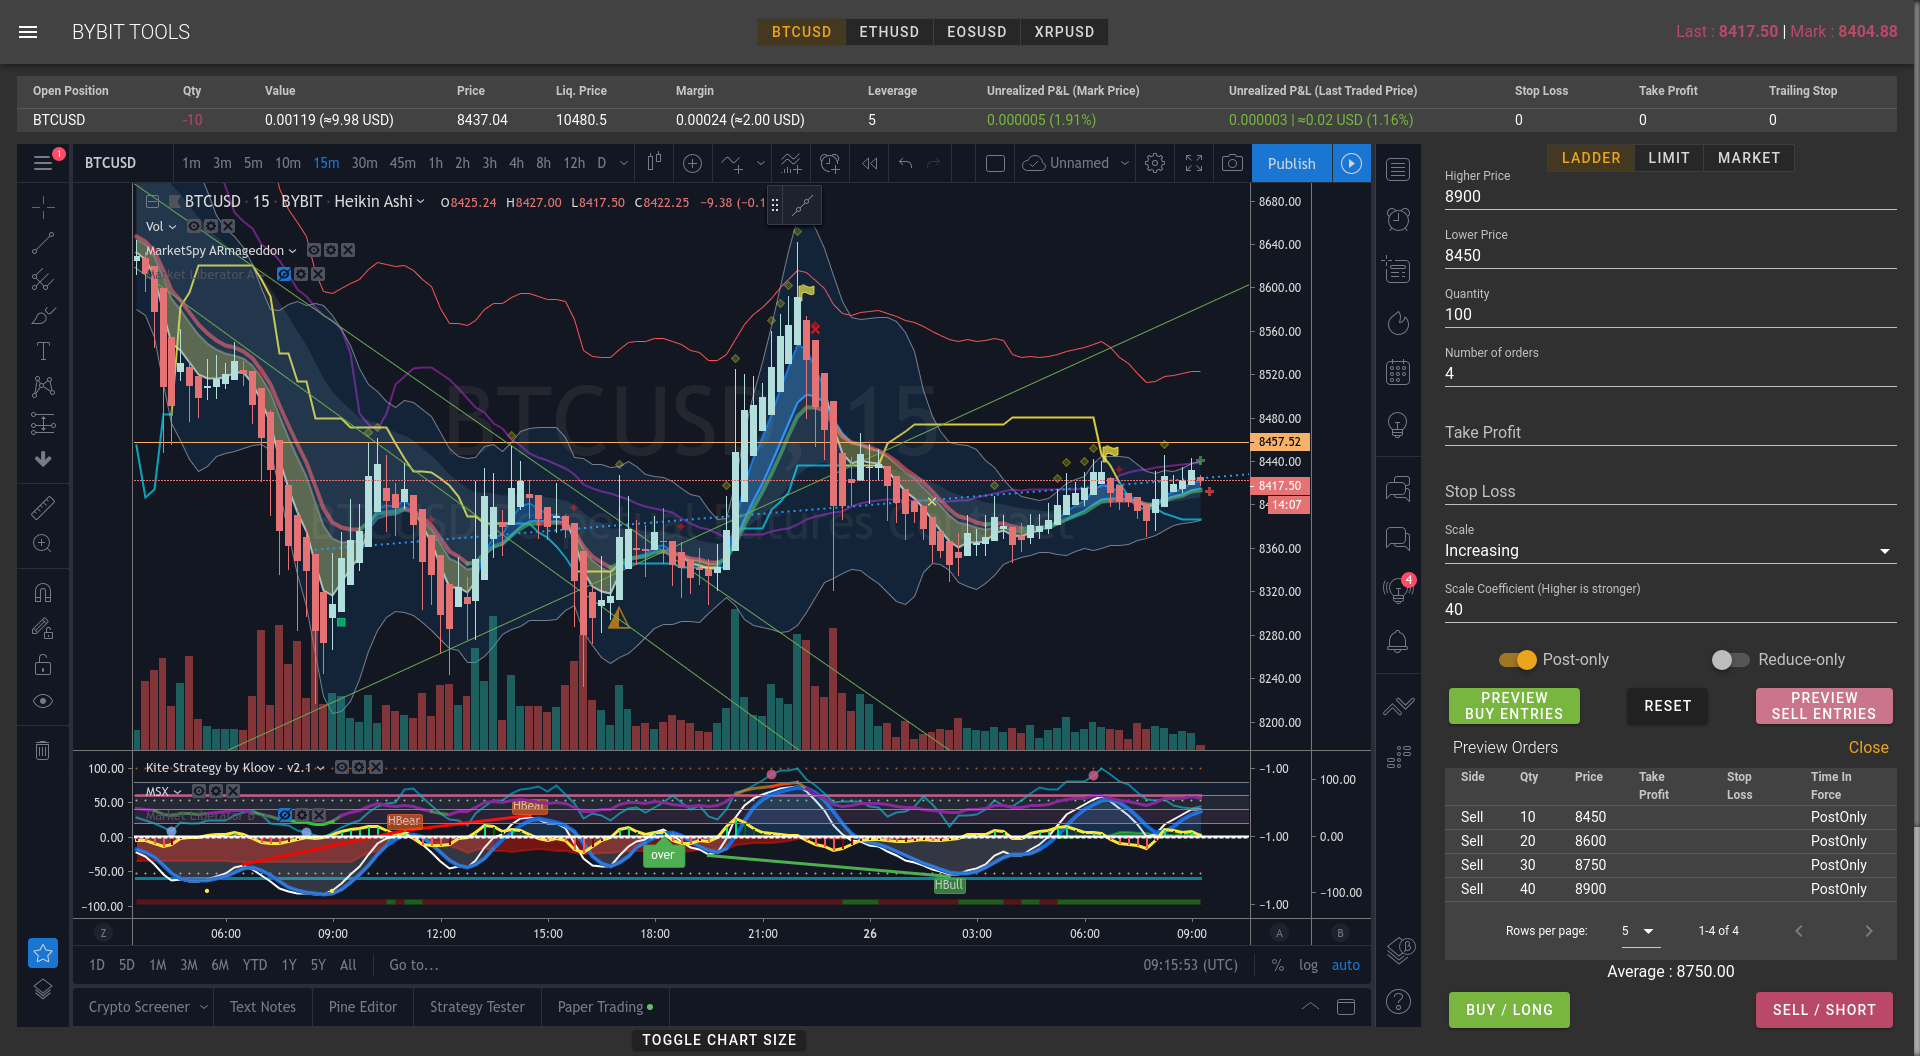 BYBIT TOOLS
BTCUSD ETHUSD EOSUSD XRPUSD
Last : 8417.50 | Mark : 8404.88
Open Position Qty Value Price Liq. Price Margin Leverage Unrealized P&L (Mark Price) Unrealized P&L (Last Traded Price) Stop Loss Take Profit Trailing Stop
BTCUSD -10 0.00119 (≈9.98 USD) 8437.04 10480.5 0.00024 (≈2.00 USD) 5 0.000005 (1.91%) 0.000003 | ≈0.02 USD (1.16%) 0 0 0
1 BTCUSD 1m 3m 5m 10m 15m 30m 45m 1h 2h 3h 4h 8h 12h D Unnamed Publish
BTCUSD · 15 · BYBIT · Heikin Ashi O8425.24 H8427.00 L8417.50 C8422.25 −9.38 (−0.1
Vol
MarketSpy ARmageddon
Market Liberator A
BTCUSD, 15
8680.00
8640.00
8600.00
8560.00
8520.00
8480.00
8457.52
8440.00
8417.50
14:07
8360.00
8320.00
8280.00
8240.00
8200.00
4
Kite Strategy by Kloov - v2.1
MSX
Market Liberator B
100.00
50.00
0.00
−50.00
−100.00
HBear
HBear
over
HBull
−1.00
−1.00
−1.00
100.00
0.00
−100.00
Z 06:00 09:00 12:00 15:00 18:00 21:00 26 03:00 06:00 09:00 A B
1D 5D 1M 3M 6M YTD 1Y 5Y All Go to... 09:15:53 (UTC) % log auto
Crypto Screener Text Notes Pine Editor Strategy Tester Paper Trading
TOGGLE CHART SIZE
LADDER LIMIT MARKET
Higher Price
8900
Lower Price
8450
Quantity
100
Number of orders
4
Take Profit
Stop Loss
Scale
Increasing
Scale Coefficient (Higher is stronger)
40
Post-only Reduce-only
PREVIEW BUY ENTRIES
RESET
PREVIEW SELL ENTRIES
Preview Orders Close
Side Qty Price Take Profit Stop Loss Time In Force
Sell 10 8450 PostOnly
Sell 20 8600 PostOnly
Sell 30 8750 PostOnly
Sell 40 8900 PostOnly
Rows per page: 5 1-4 of 4
Average : 8750.00
BUY / LONG SELL / SHORT